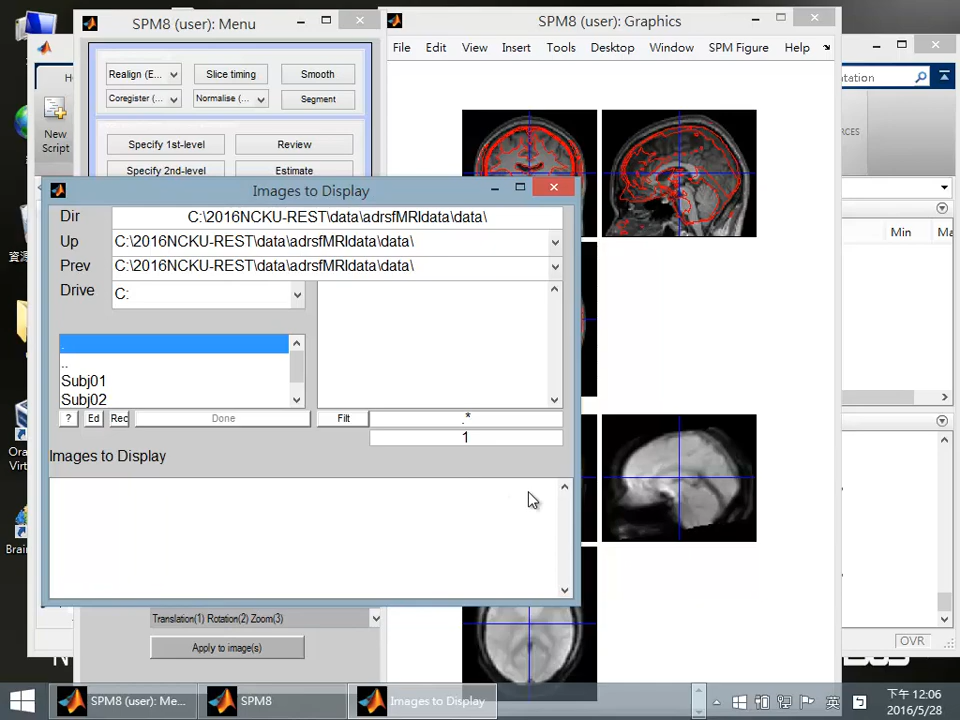 SPM8 (user): Menu
SPM8 (user): Graphics
File Edit View Insert Tools Desktop Window SPM Figure Help
Realign (E... Slice timing Smooth
Coregister (... Normalise (... Segment
Specify 1st-level Review
Specify 2nd-level Estimate
New
Script
Images to Display
Dir C:\2016NCKU-REST\data\adrsfMRIdata\data\
Up C:\2016NCKU-REST\data\adrsfMRIdata\data\
Prev C:\2016NCKU-REST\data\adrsfMRIdata\data\
Drive C:
.
..
Subj01
Subj02
? Ed Rec Done Filt .*
1
Images to Display
Min Ma
Translation(1) Rotation(2) Zoom(3)
Apply to image(s)
OVR
SPM8 (user): Me... SPM8 Images to Display
英
下午 12:06
2016/5/28